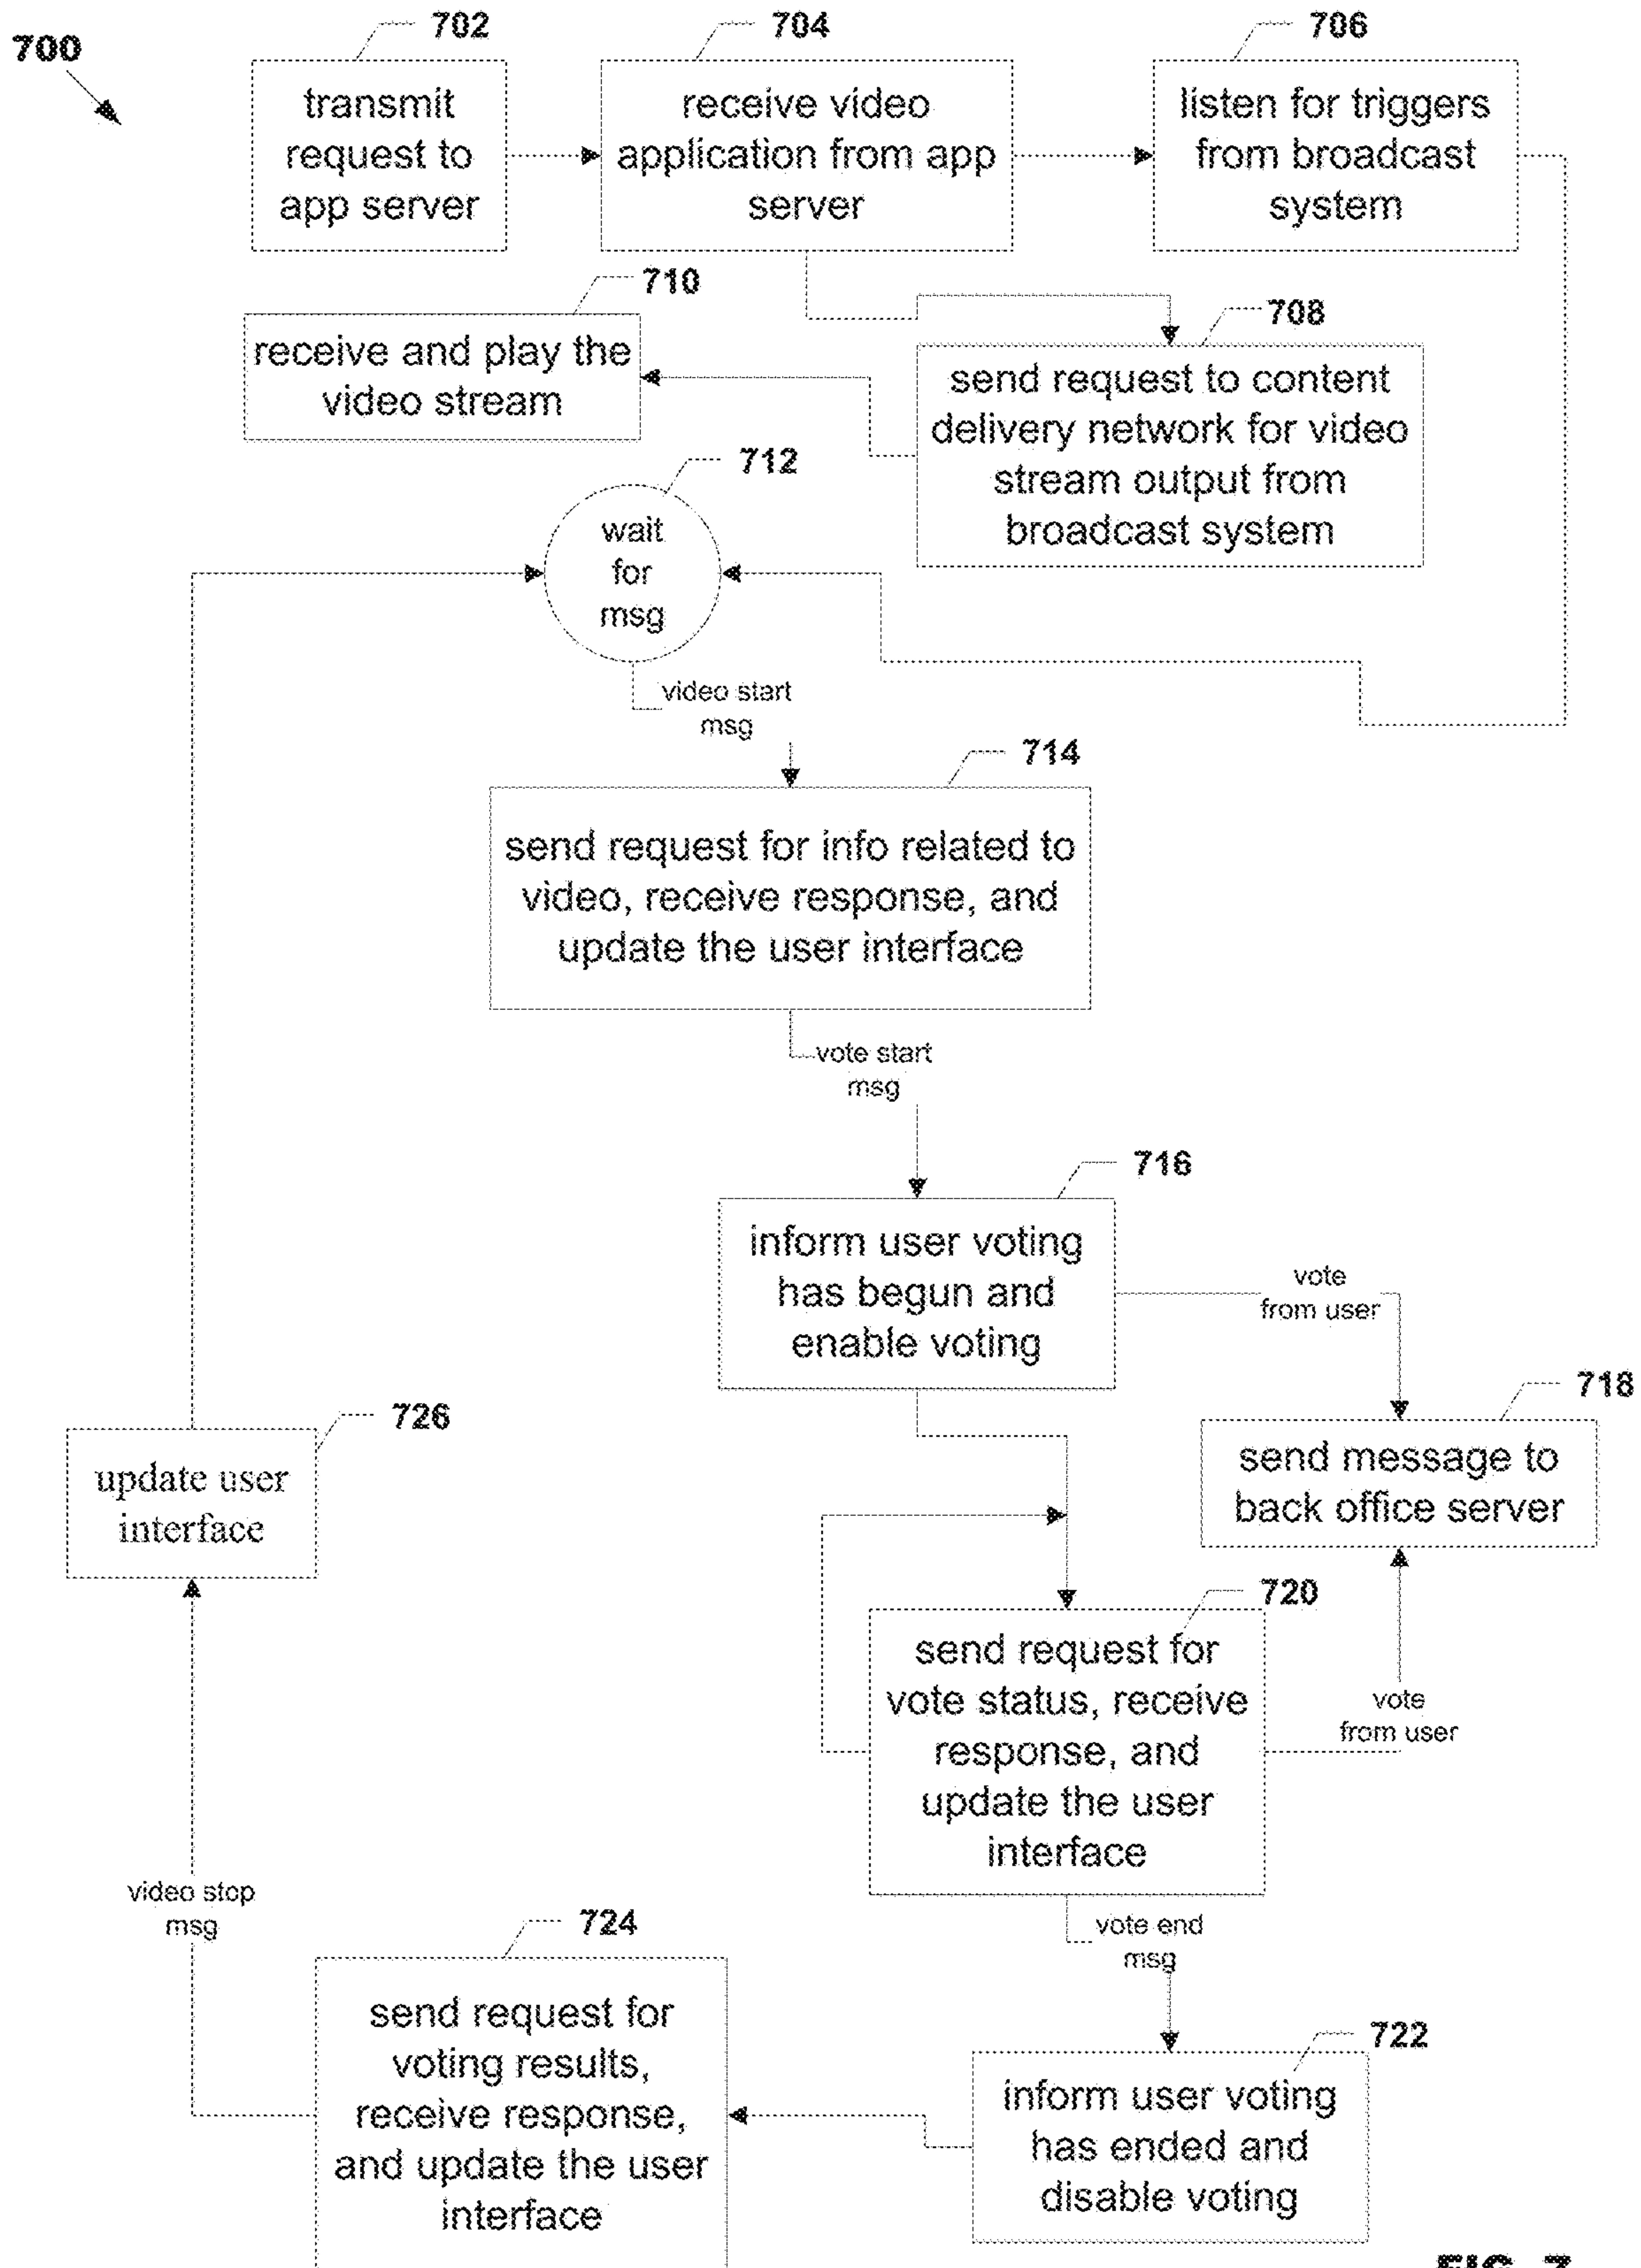 700
702
transmit
request to
app server
704
receive video
application from app
server
706
listen for triggers
from broadcast
system
710
receive and play the
video stream
708
send request to content
delivery network for video
stream output from
broadcast system
712
wait
for
msg
video start
msg
714
send request for info related to
video, receive response, and
update the user interface
vote start
msg
716
inform user voting
has begun and
enable voting
vote
from user
718
send message to
back office server
726
update user
interface
720
send request for
vote status, receive
response, and
update the user
interface
vote
from user
video stop
msg
vote end
msg
724
send request for
voting results,
receive response,
and update the user
interface
722
inform user voting
has ended and
disable voting
FIG. 7